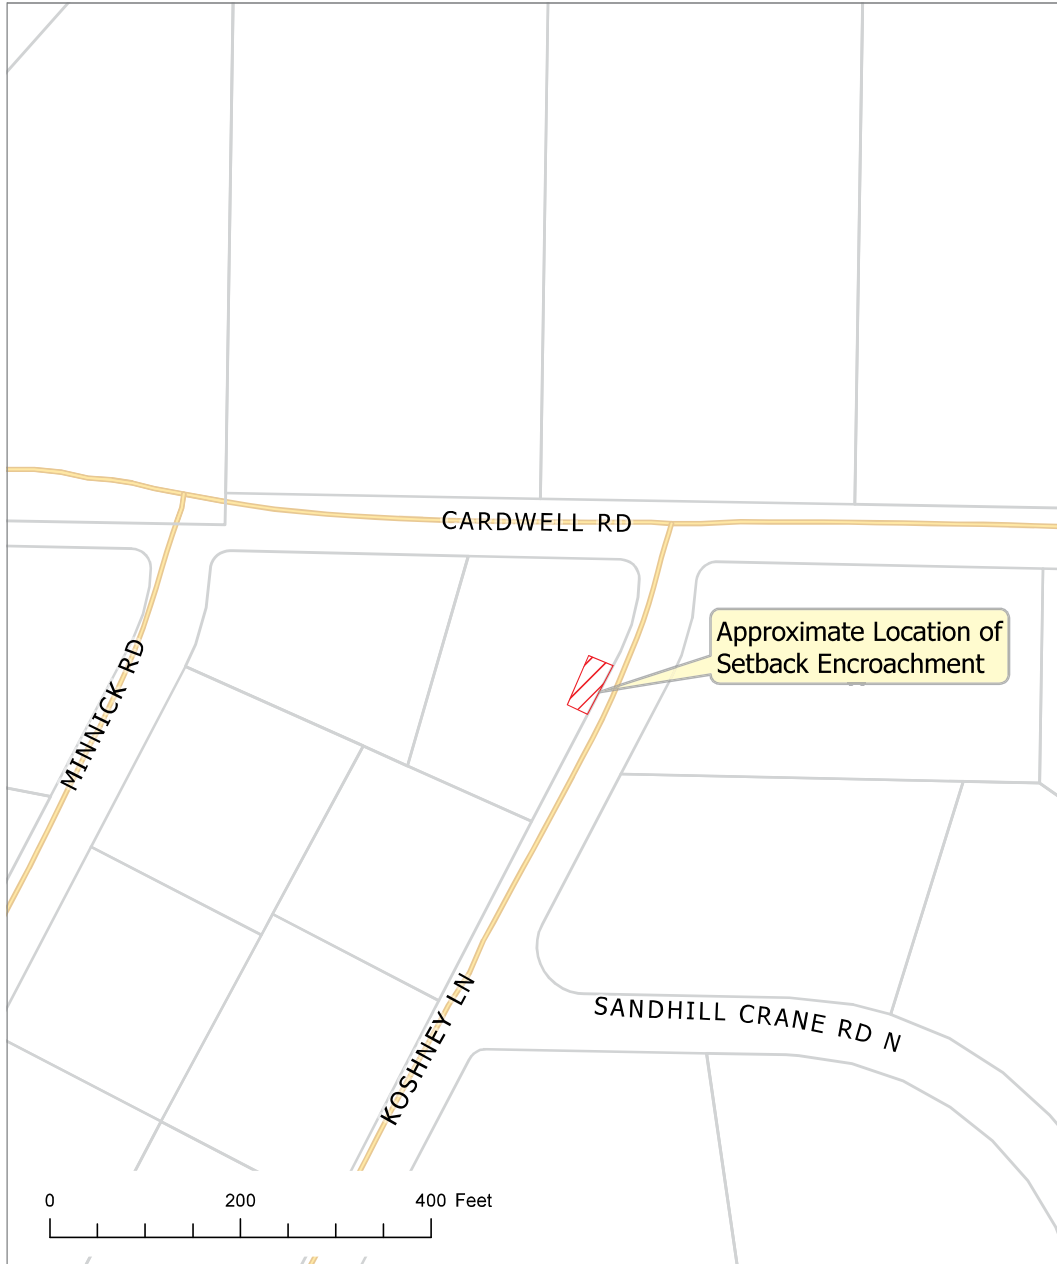 CARDWELL RD
Approximate Location of
Setback Encroachment
MINNICK RD
KOSHNEY LN
SANDHILL CRANE RD N
0 200 400 Feet